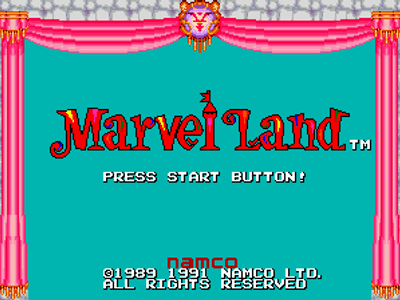 Marvel Land TM
PRESS START BUTTON!
namco
©1989 1991 NAMCO LTD.
ALL RIGHTS RESERVED